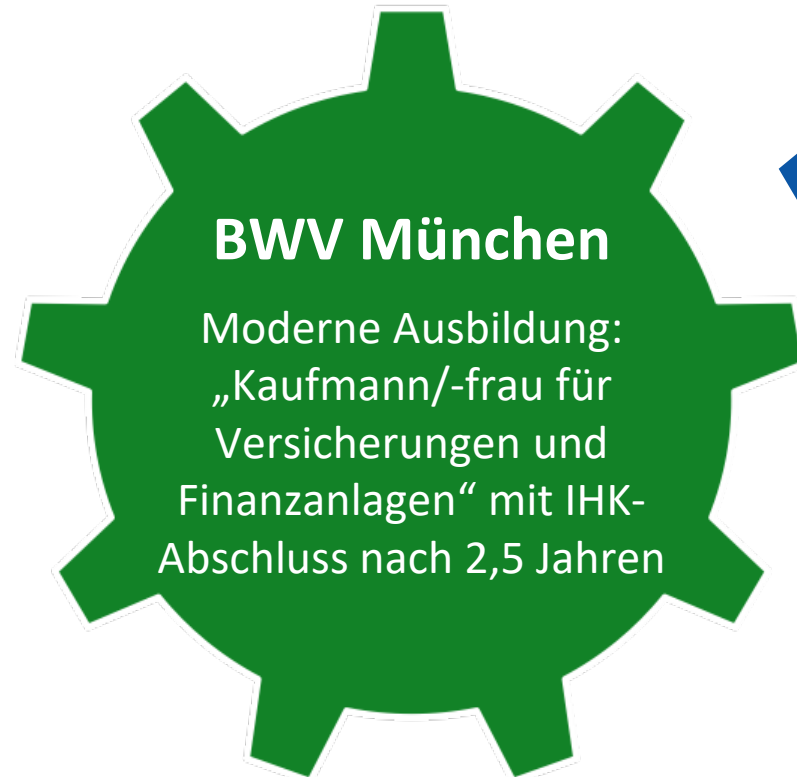 BWV München
Moderne Ausbildung:
„Kaufmann/-frau für
Versicherungen und
Finanzanlagen“ mit IHK-
Abschluss nach 2,5 Jahren